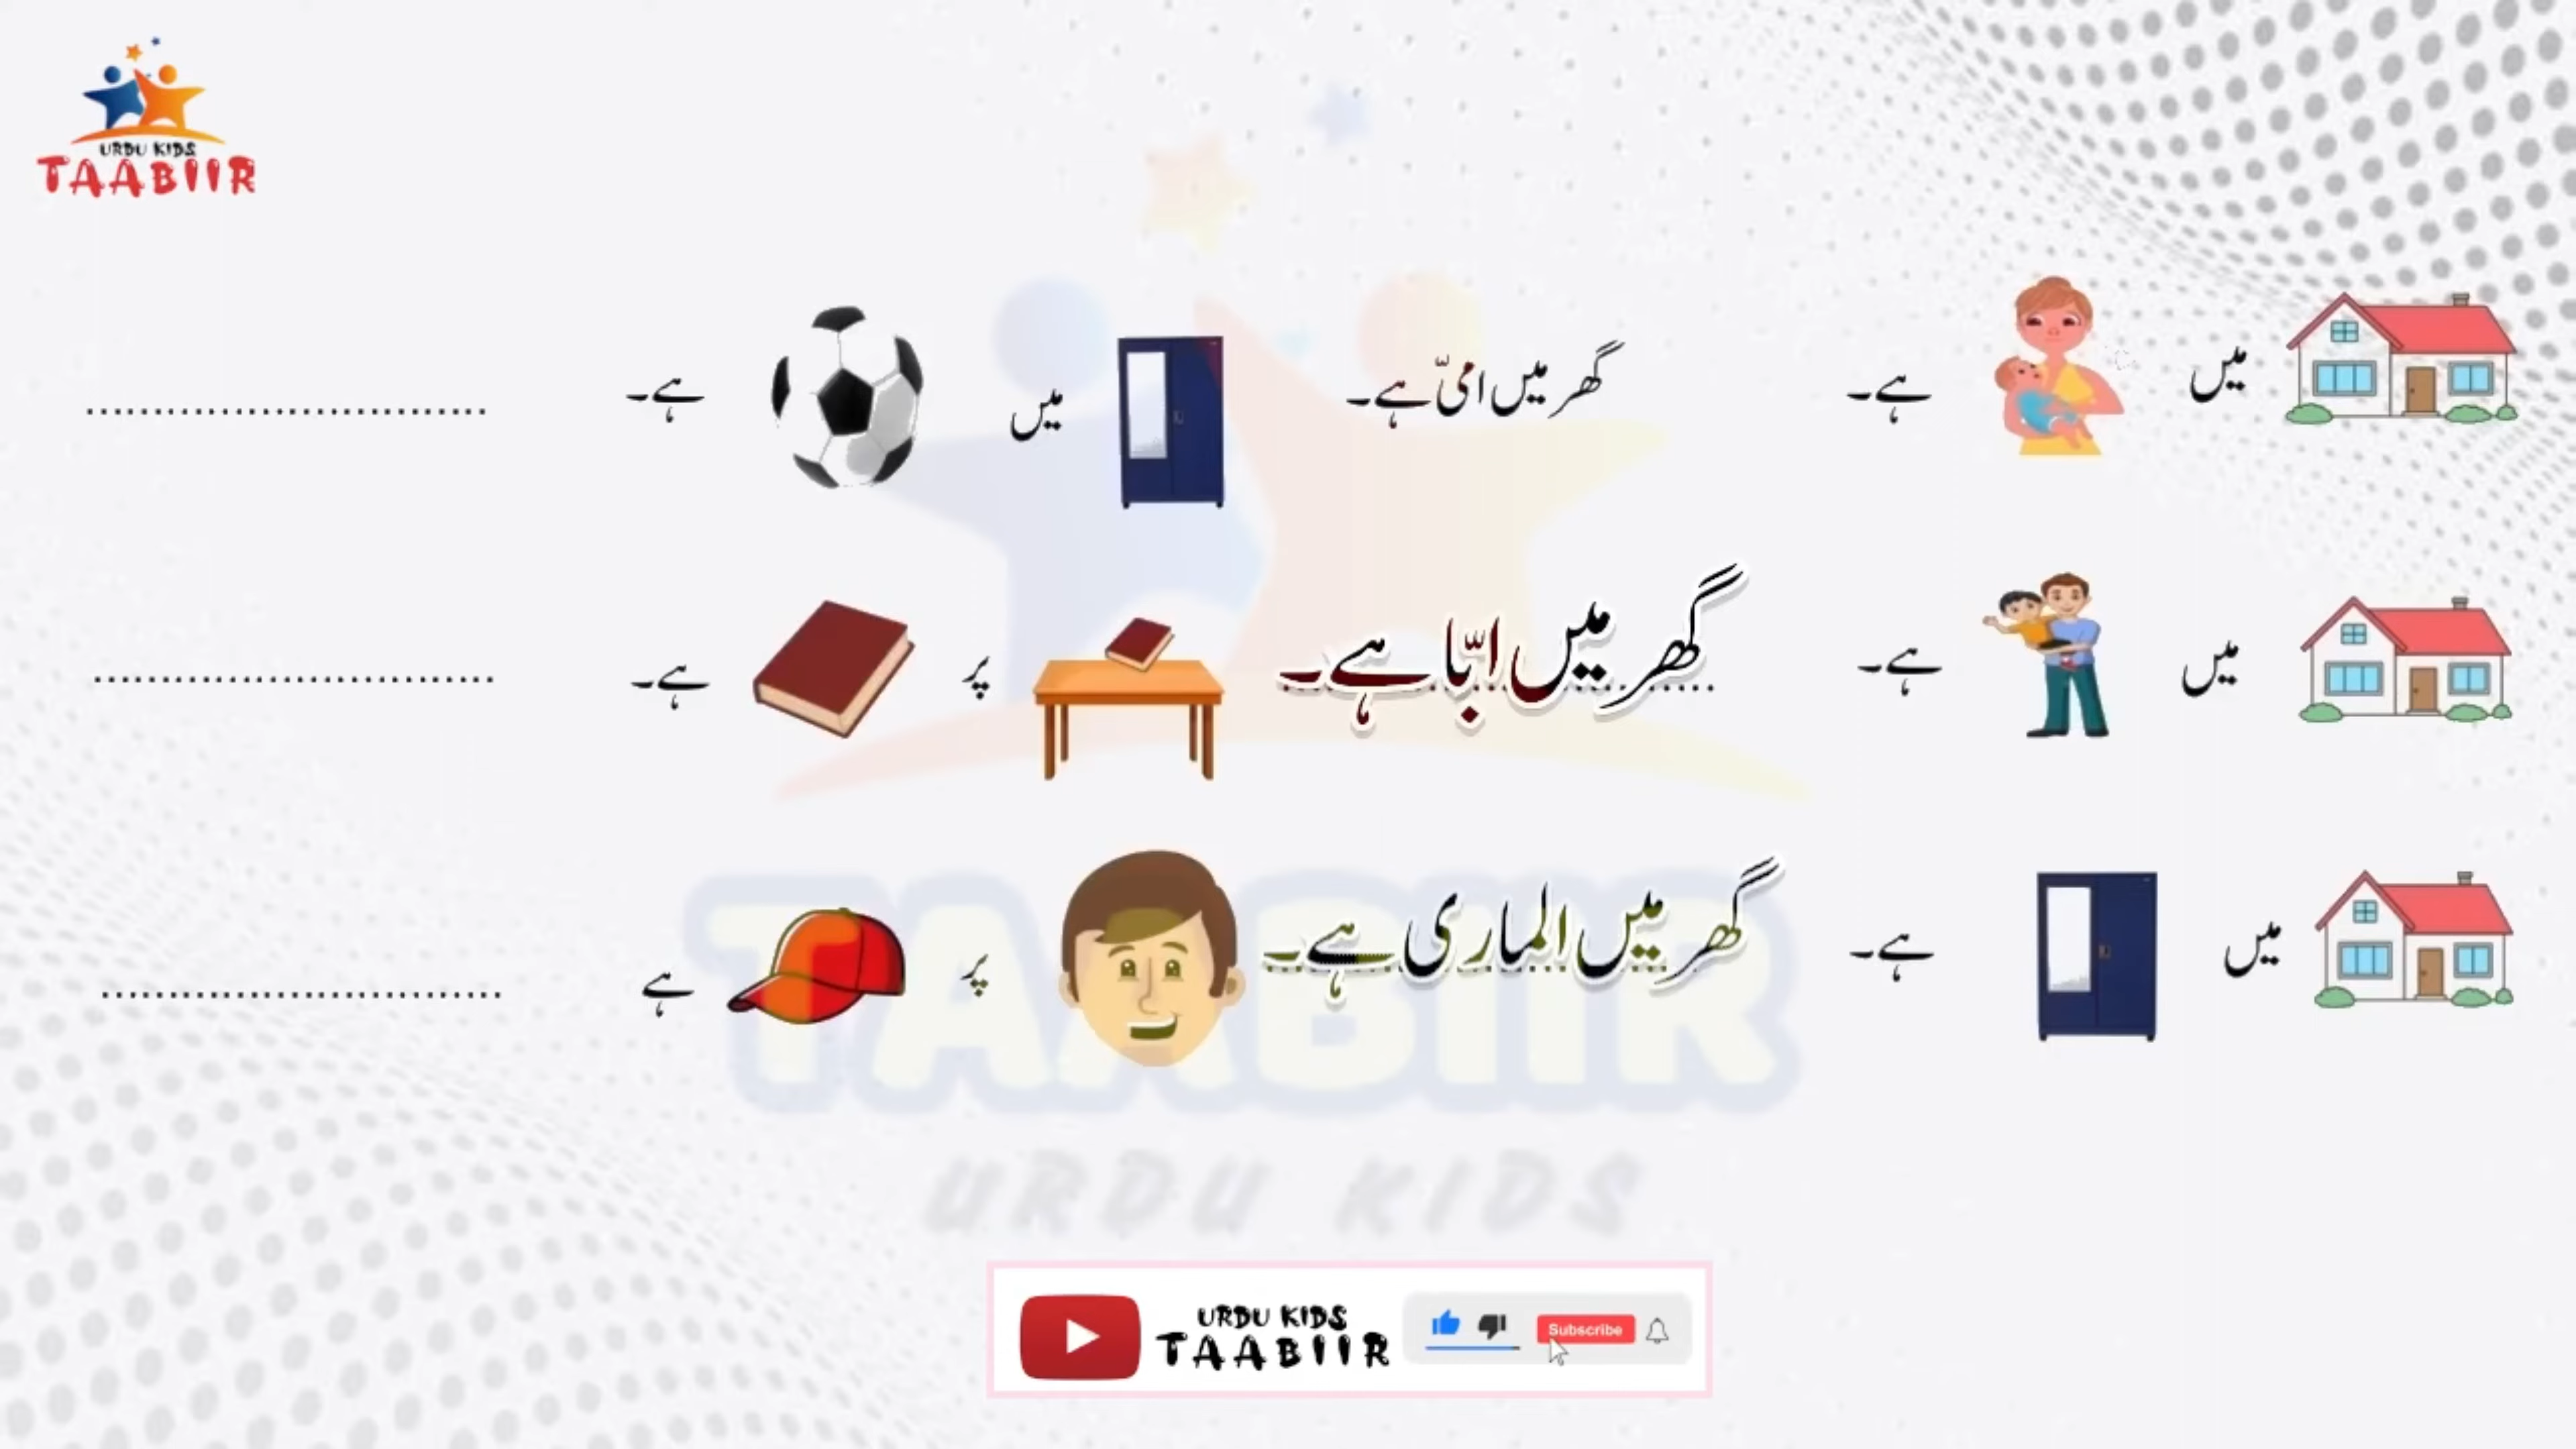 URDU KIDS
TAABIIR
میں ہے۔ گھر میں امیّ ہے۔
میں ہے۔ ........................
میں ہے۔ گھر میں ابّا ہے۔
پر ہے۔ ........................
میں ہے۔ گھر میں الماری ہے۔
پر ہے ........................
TAABIIR
URDU KIDS
URDU KIDS
TAABIIR
Subscribe